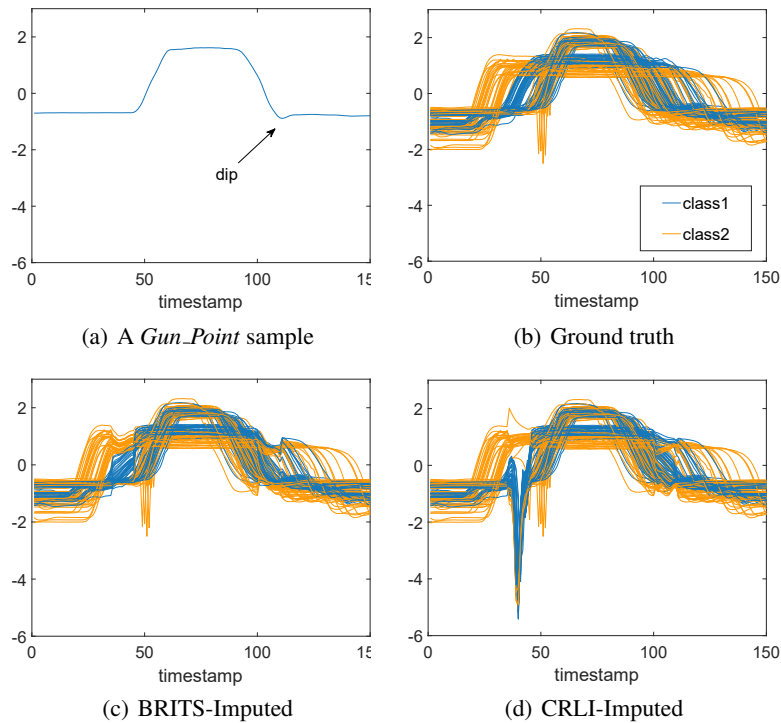 2
0
-2
-4
-6
0 50 100 15
dip
timestamp
(a) A Gun_Point sample
2
0
-2
-4
-6
0 50 100 150
class1
class2
timestamp
(b) Ground truth
2
0
-2
-4
-6
0 50 100 15
timestamp
(c) BRITS-Imputed
2
0
-2
-4
-6
0 50 100 150
timestamp
(d) CRLI-Imputed